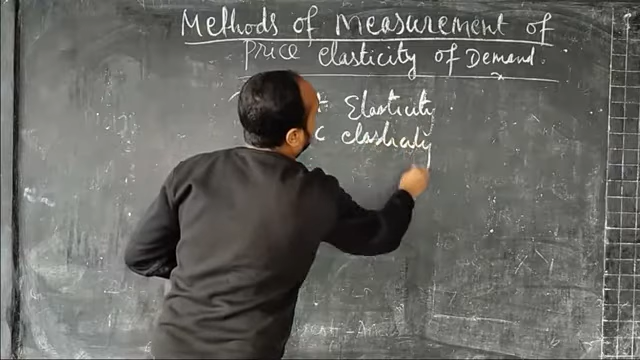 Methods of Measurement of
Price Elasticity of Demand.
Elasticity
C Elasticity